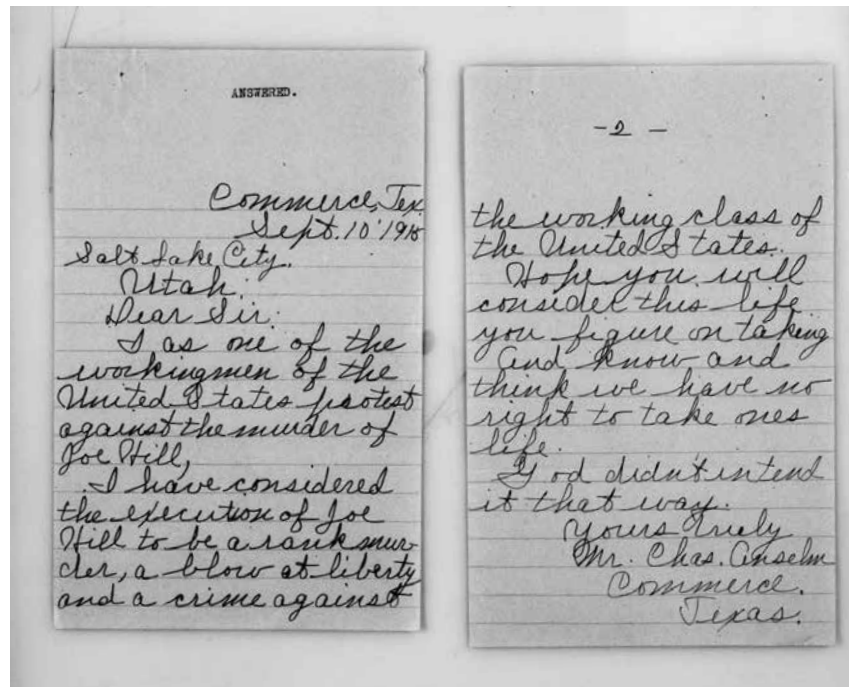 ANSWERED.
Commerce, Tex
Sept. 10' 1915
Salt Lake City.
Utah.
Dear Sir:
I as one of the
workingmen of the
United States protest
against the murder of
Joe Hill,
I have considered
the execution of Joe
Hill to be a rank mur-
der, a blow at liberty
and a crime against
- 2 -
the working class of
the United States.
Hope you will
consider this life
you figure on taking
and know and
think we have no
right to take ones
life.
God didn't intend
it that way.
Yours Truly
Mr. Chas. Anselm
Commerce.
Texas.